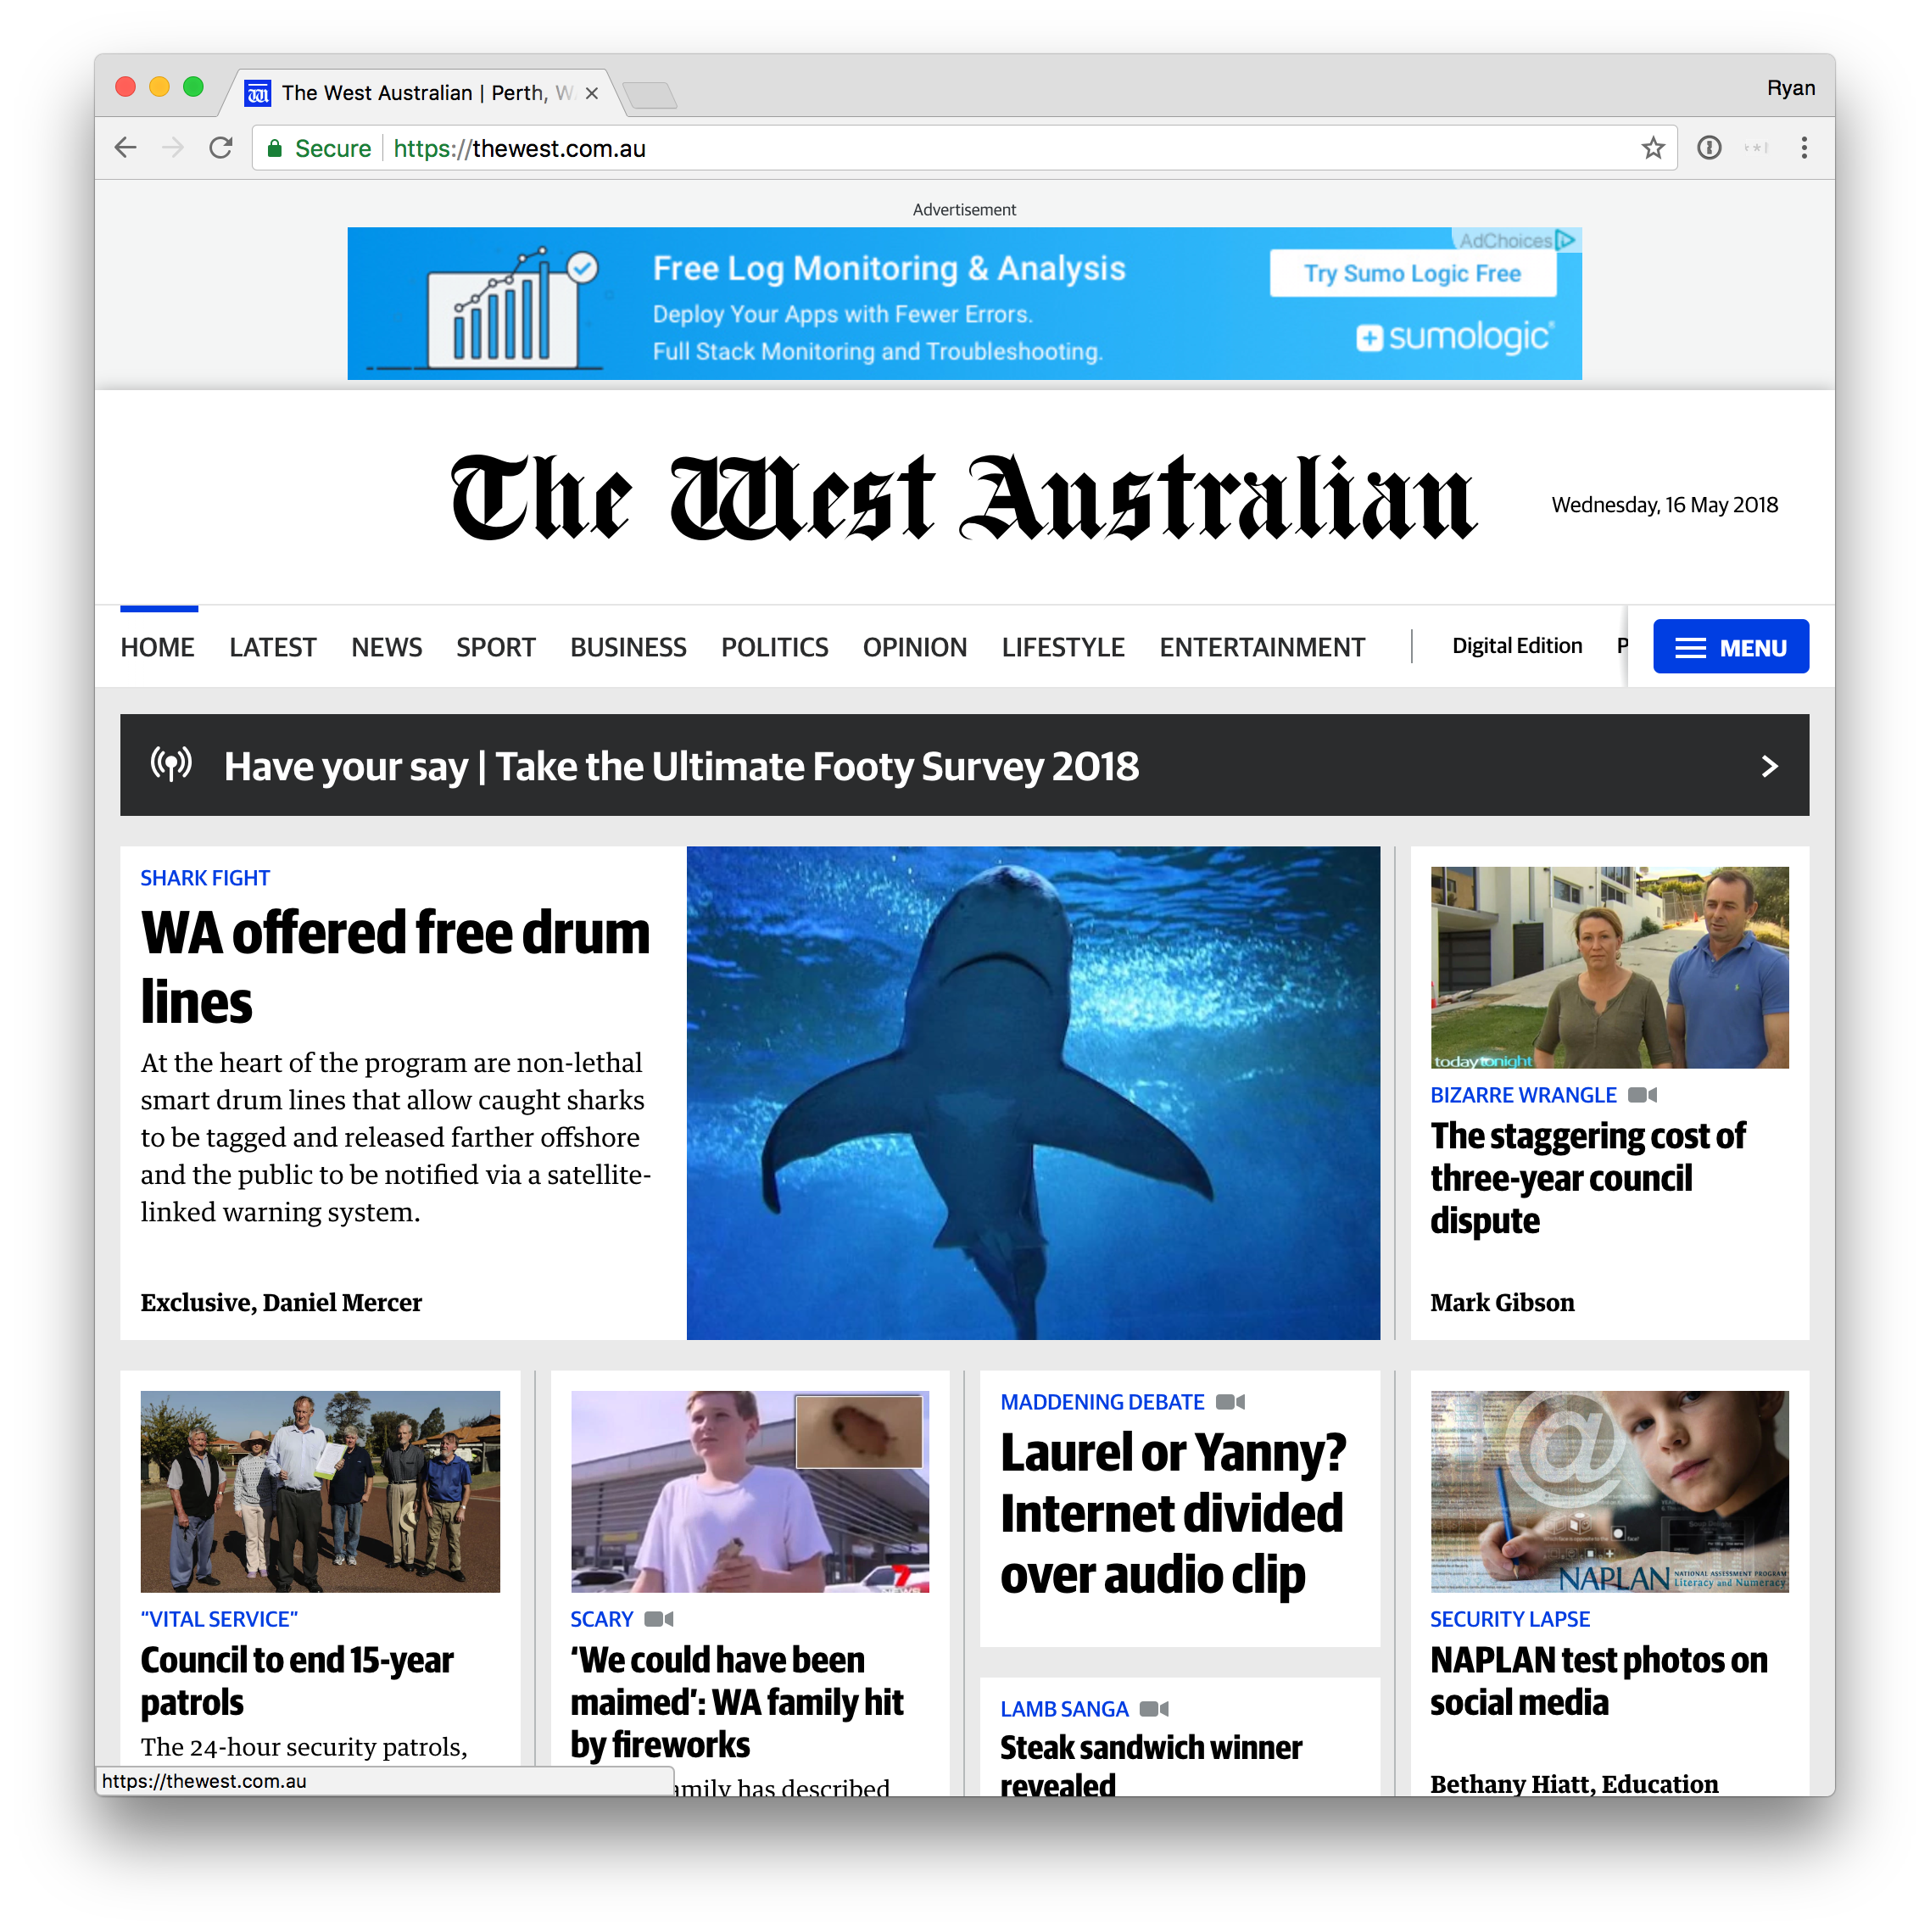 The West Australian | Perth, W
Ryan
Secure
https://thewest.com.au
Advertisement
AdChoices
Free Log Monitoring & Analysis
Deploy Your Apps with Fewer Errors.
Full Stack Monitoring and Troubleshooting.
Try Sumo Logic Free
sumologic
The West Australian
Wednesday, 16 May 2018
HOME LATEST NEWS SPORT BUSINESS POLITICS OPINION LIFESTYLE ENTERTAINMENT | Digital Edition P MENU
Have your say | Take the Ultimate Footy Survey 2018
SHARK FIGHT
WA offered free drum
lines
At the heart of the program are non-lethal
smart drum lines that allow caught sharks
to be tagged and released farther offshore
and the public to be notified via a satellite-
linked warning system.
Exclusive, Daniel Mercer
todaytonight
BIZARRE WRANGLE
The staggering cost of
three-year council
dispute
Mark Gibson
“VITAL SERVICE”
Council to end 15-year
patrols
The 24-hour security patrols,
7
NEWS
SCARY
‘We could have been
maimed’: WA family hit
by fireworks
amily has described
MADDENING DEBATE
Laurel or Yanny?
Internet divided
over audio clip
LAMB SANGA
Steak sandwich winner
revealed
@
NAPLAN
NATIONAL ASSESSMENT PROGRAM
Literacy and Numeracy
SECURITY LAPSE
NAPLAN test photos on
social media
Bethany Hiatt, Education
https://thewest.com.au